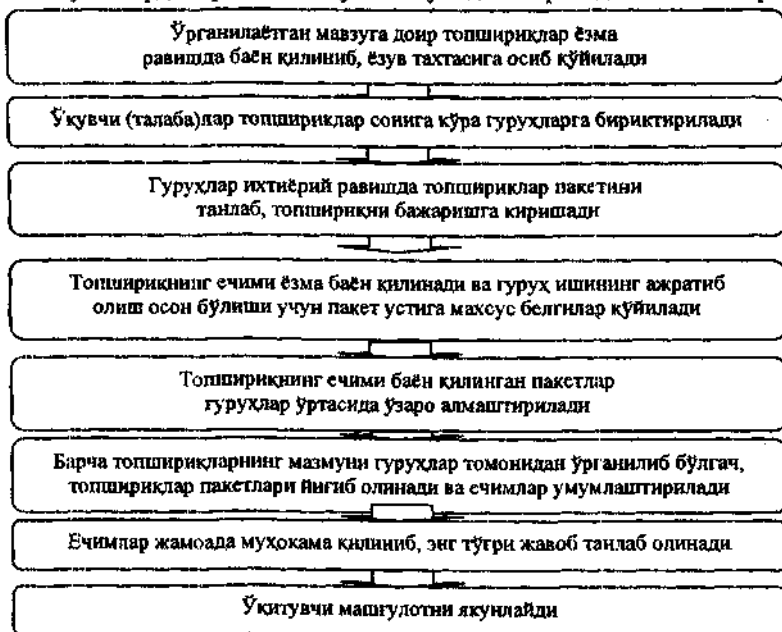 Ўрганилаётган мавзуга доир топшириқлар ёзма
равишда баён қилиниб, ёзув тахтасига осиб қўйилади
Ўқувчи (талаба)лар топшириқлар сонига кўра гуруҳларга бириктирилади
Гуруҳлар ихтиёрий равишда топшириқлар пакетини
танлаб, топшириқни бажаришга киришади
Топшириқнинг ечими ёзма баён қилинади ва гуруҳ ишининг ажратиб
олиш осон бўлиши учун пакет устига махсус белгилар қўйилади
Топшириқнинг ечими баён қилинган пакетлар
гуруҳлар ўртасида ўзаро алмаштирилади
Барча топшириқларнинг мазмуни гуруҳлар томонидан ўрганилиб бўлгач,
топшириқлар пакетлари йиғиб олинади ва ечимлар умумлаштирилади
Ечимлар жамоада муҳокама қилиниб, энг тўғри жавоб танлаб олинади
Ўқитувчи машғулотни якунлайди